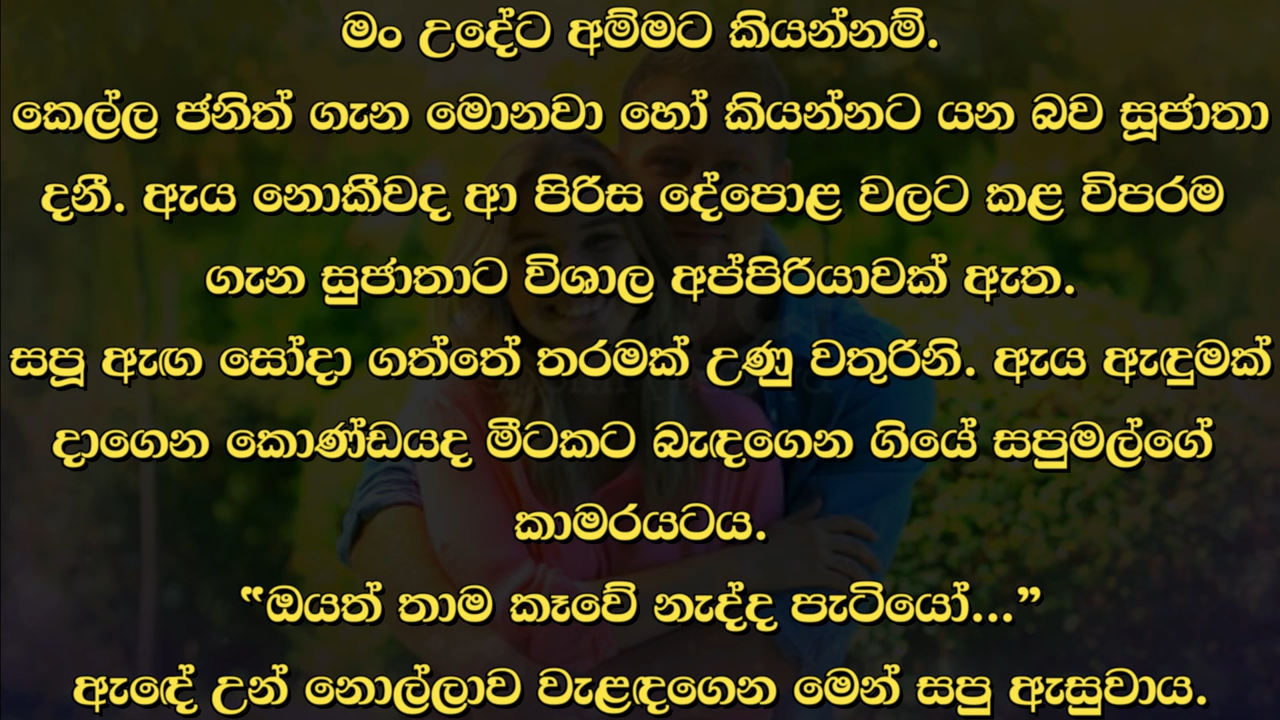 මං උදේට අම්මට කියන්නම්.
කෙල්ල ජනිත් ගැන මොනවා හෝ කියන්නට යන බව සූජාතා
දනී. ඇය නොකීවද ආ පිරිස දේපොළ වලට කළ විපරම
ගැන සුජාතාට විශාල අප්පිරියාවක් ඇත.
සපූ ඇඟ සෝදා ගත්තේ තරමක් උණු වතුරිනි. ඇය ඇඳුමක්
දාගෙන කොණ්ඩයද මීටකට බැඳගෙන ගියේ සපුමල්ගේ
කාමරයටය.
“ඔයත් තාම කෑවේ නැද්ද පැටියෝ...”
ඇඳේ උන් නොල්ලාව වැළඳගෙන මෙන් සපු ඇසුවාය.